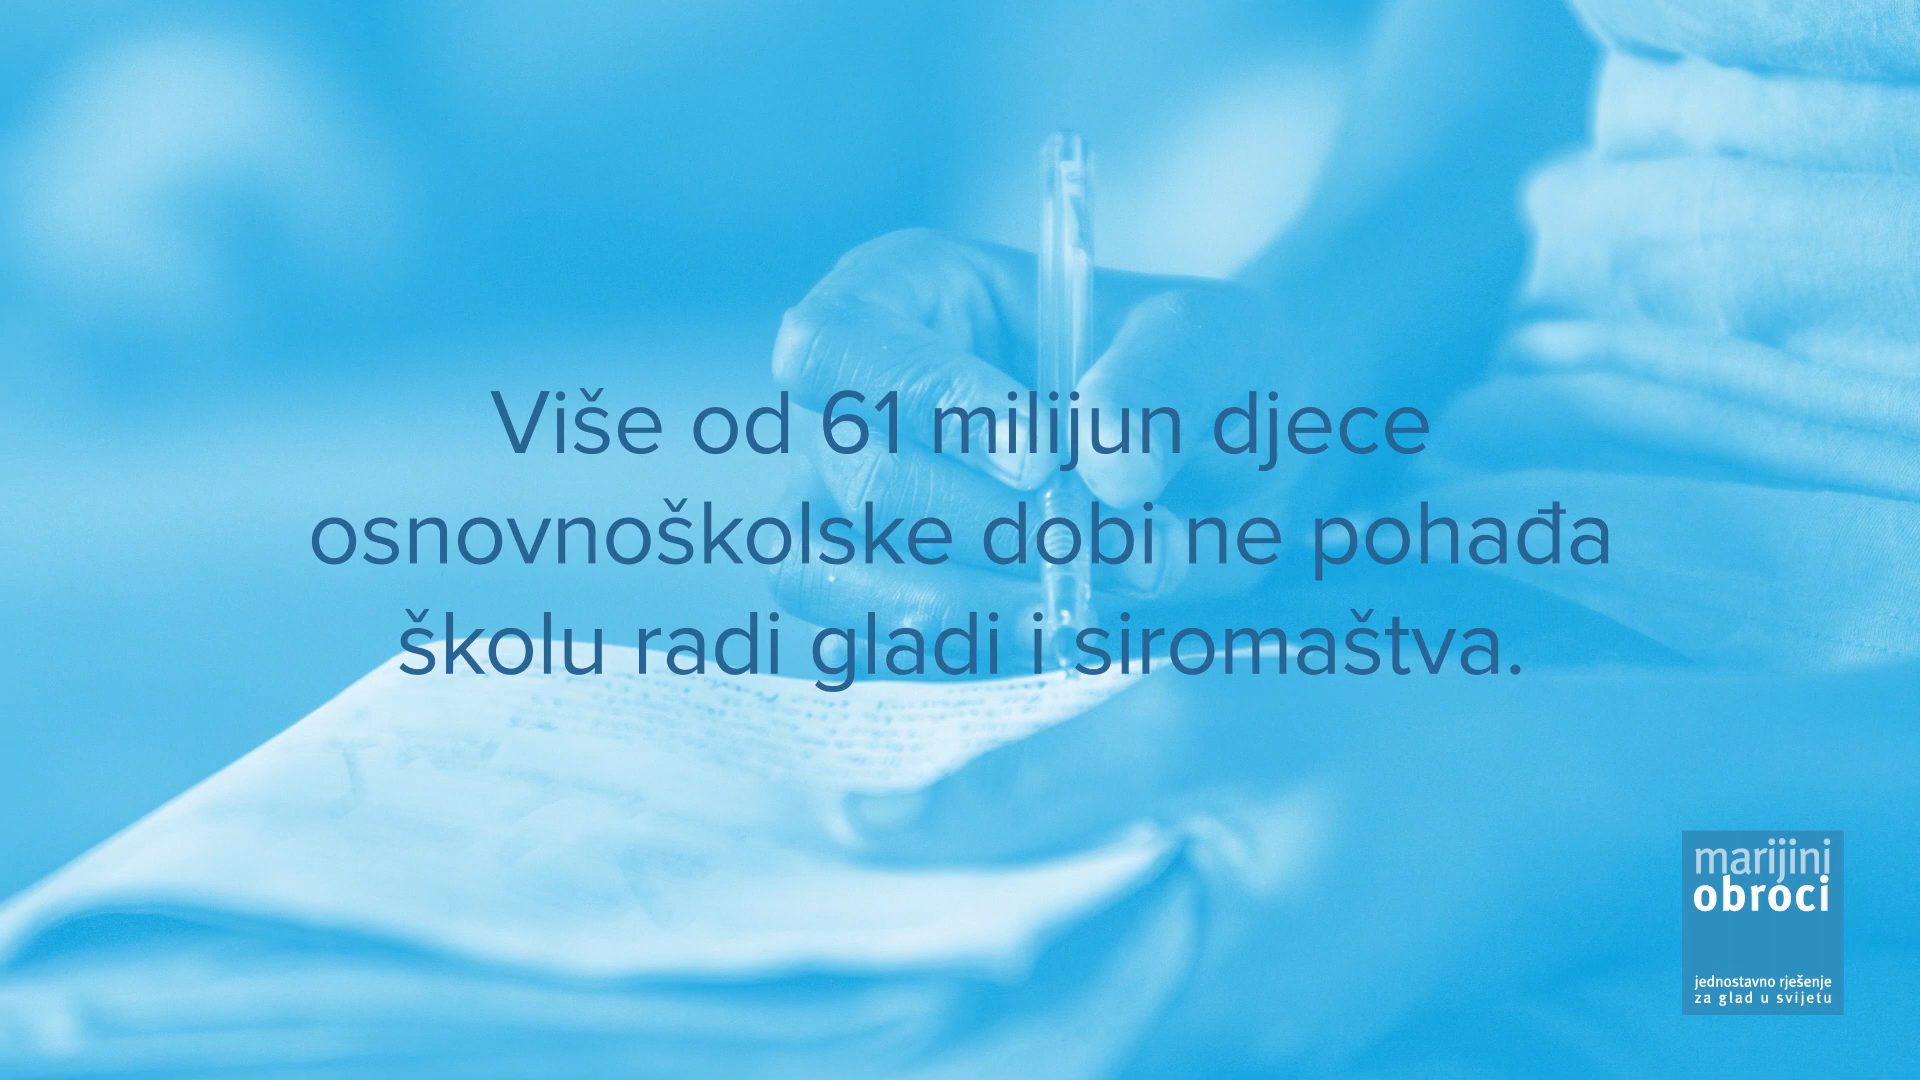 Više od 61 milijun djece
osnovnoškolske dobi ne pohađa
školu radi gladi i siromaštva.
marijini
obroci
jednostavno rješenje
za glad u svijetu